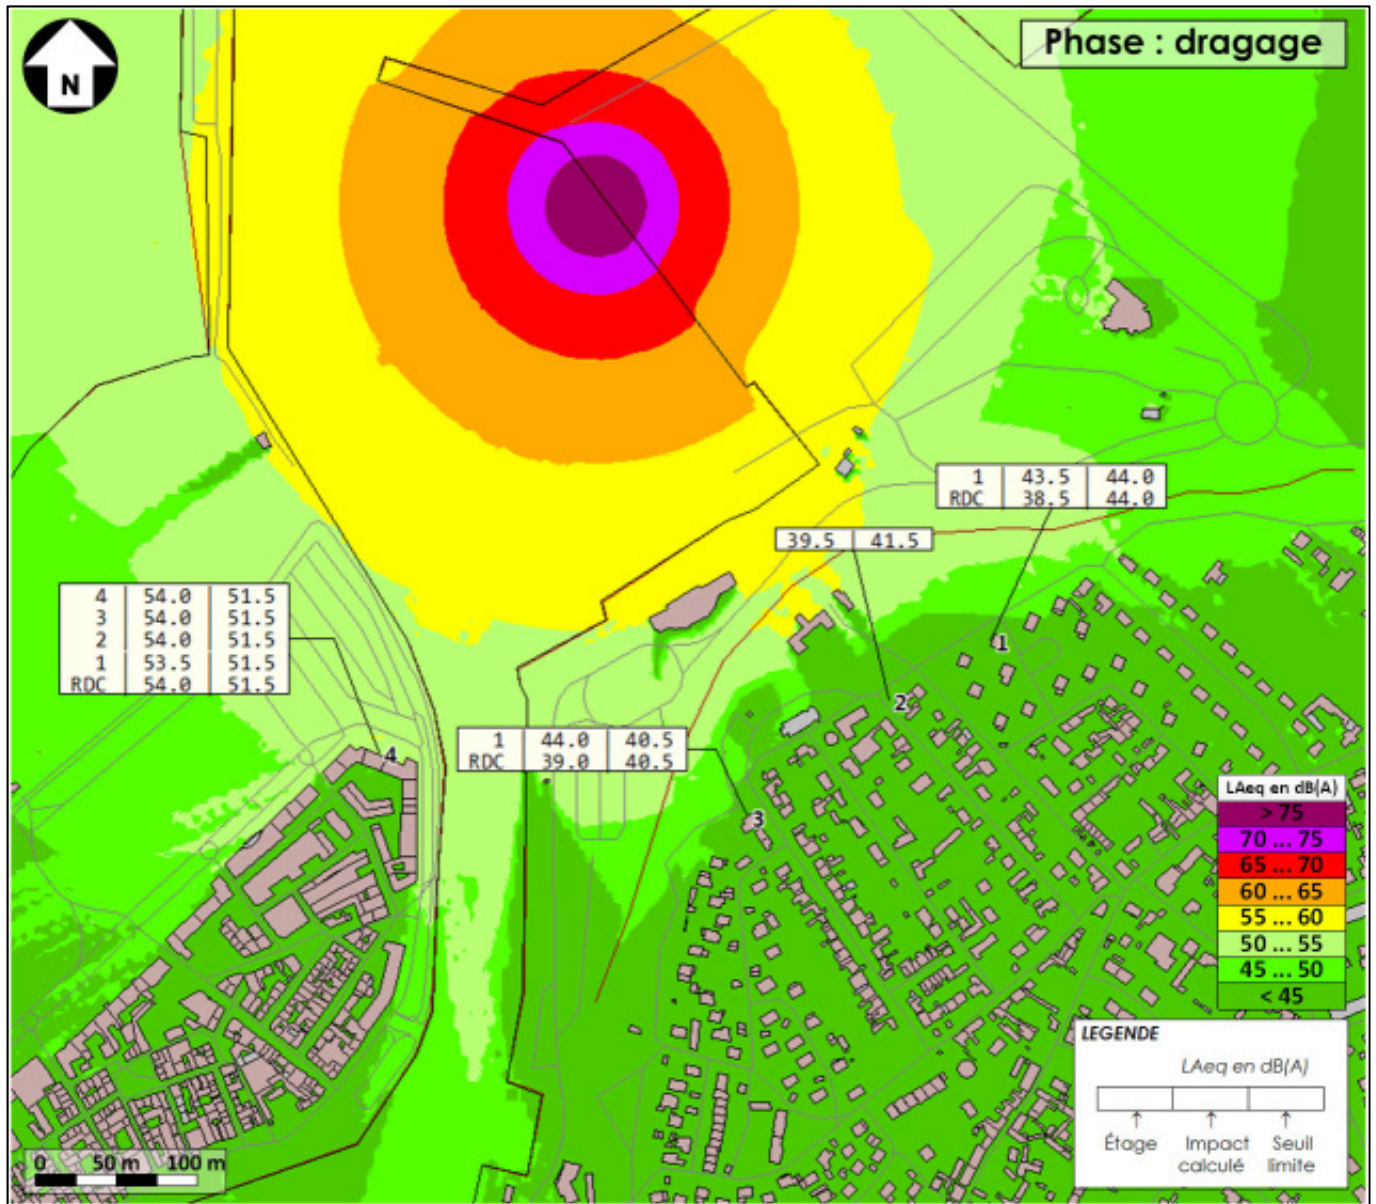 N
Phase : dragage
1 43.5 44.0
RDC 38.5 44.0
39.5 41.5
4 54.0 51.5
3 54.0 51.5
2 54.0 51.5
1 53.5 51.5
RDC 54.0 51.5
1
2
1 44.0 40.5
RDC 39.0 40.5
4
3
LAeq en dB(A)
> 75
70 ... 75
65 ... 70
60 ... 65
55 ... 60
50 ... 55
45 ... 50
< 45
LEGENDE
LAeq en dB(A)
Étage Impact calculé Seuil limite
0 50 m 100 m